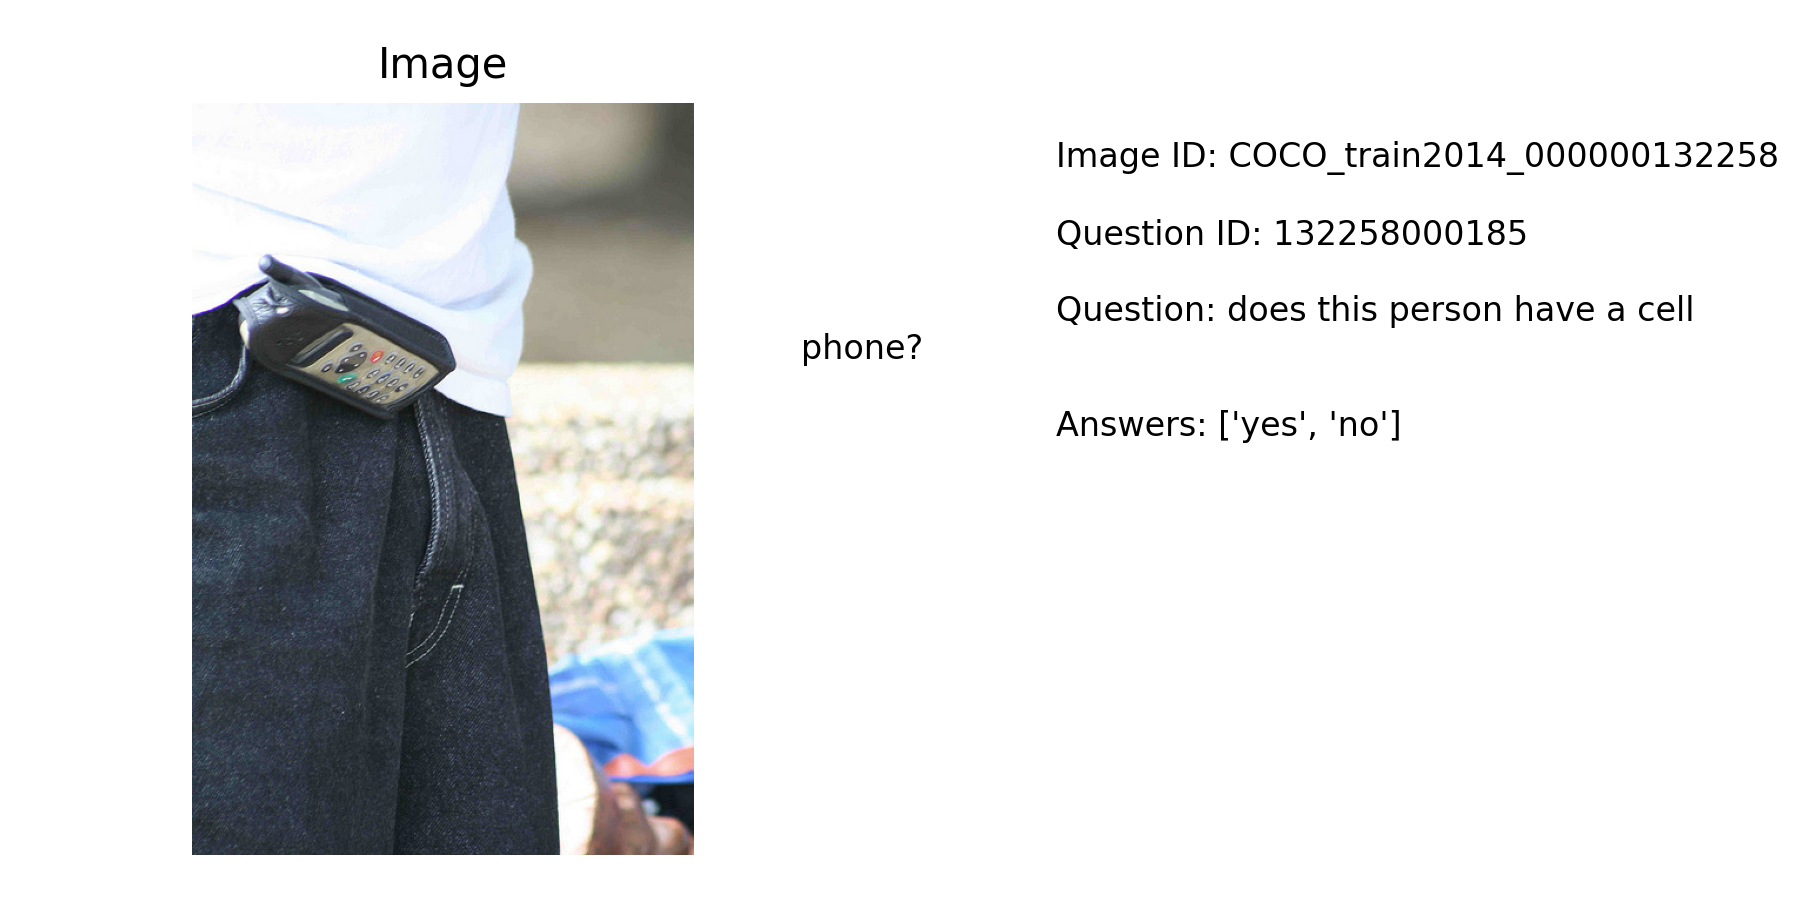 Image
Image ID: COCO_train2014_000000132258
Question ID: 132258000185
Question: does this person have a cell
phone?
Answers: ['yes', 'no']